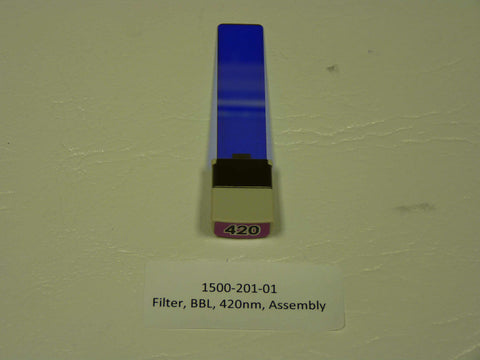 420
1500-201-01
Filter, BBL, 420nm, Assembly